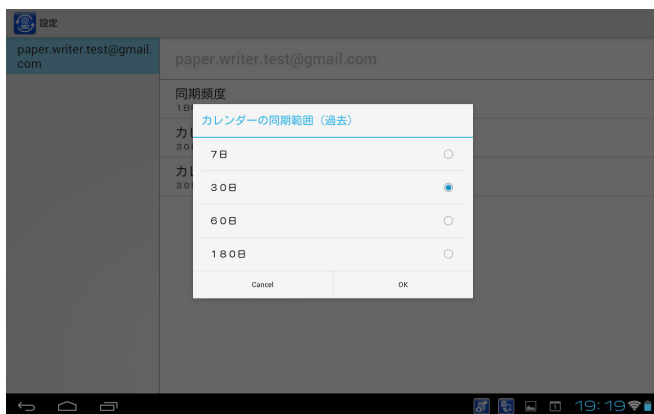 設定
paper.writer.test@gmail.
com
paper.writer.test@gmail.com
同期頻度
カレンダーの同期範囲（過去）
7日
30日
60日
180日
Cancel
OK
19:19